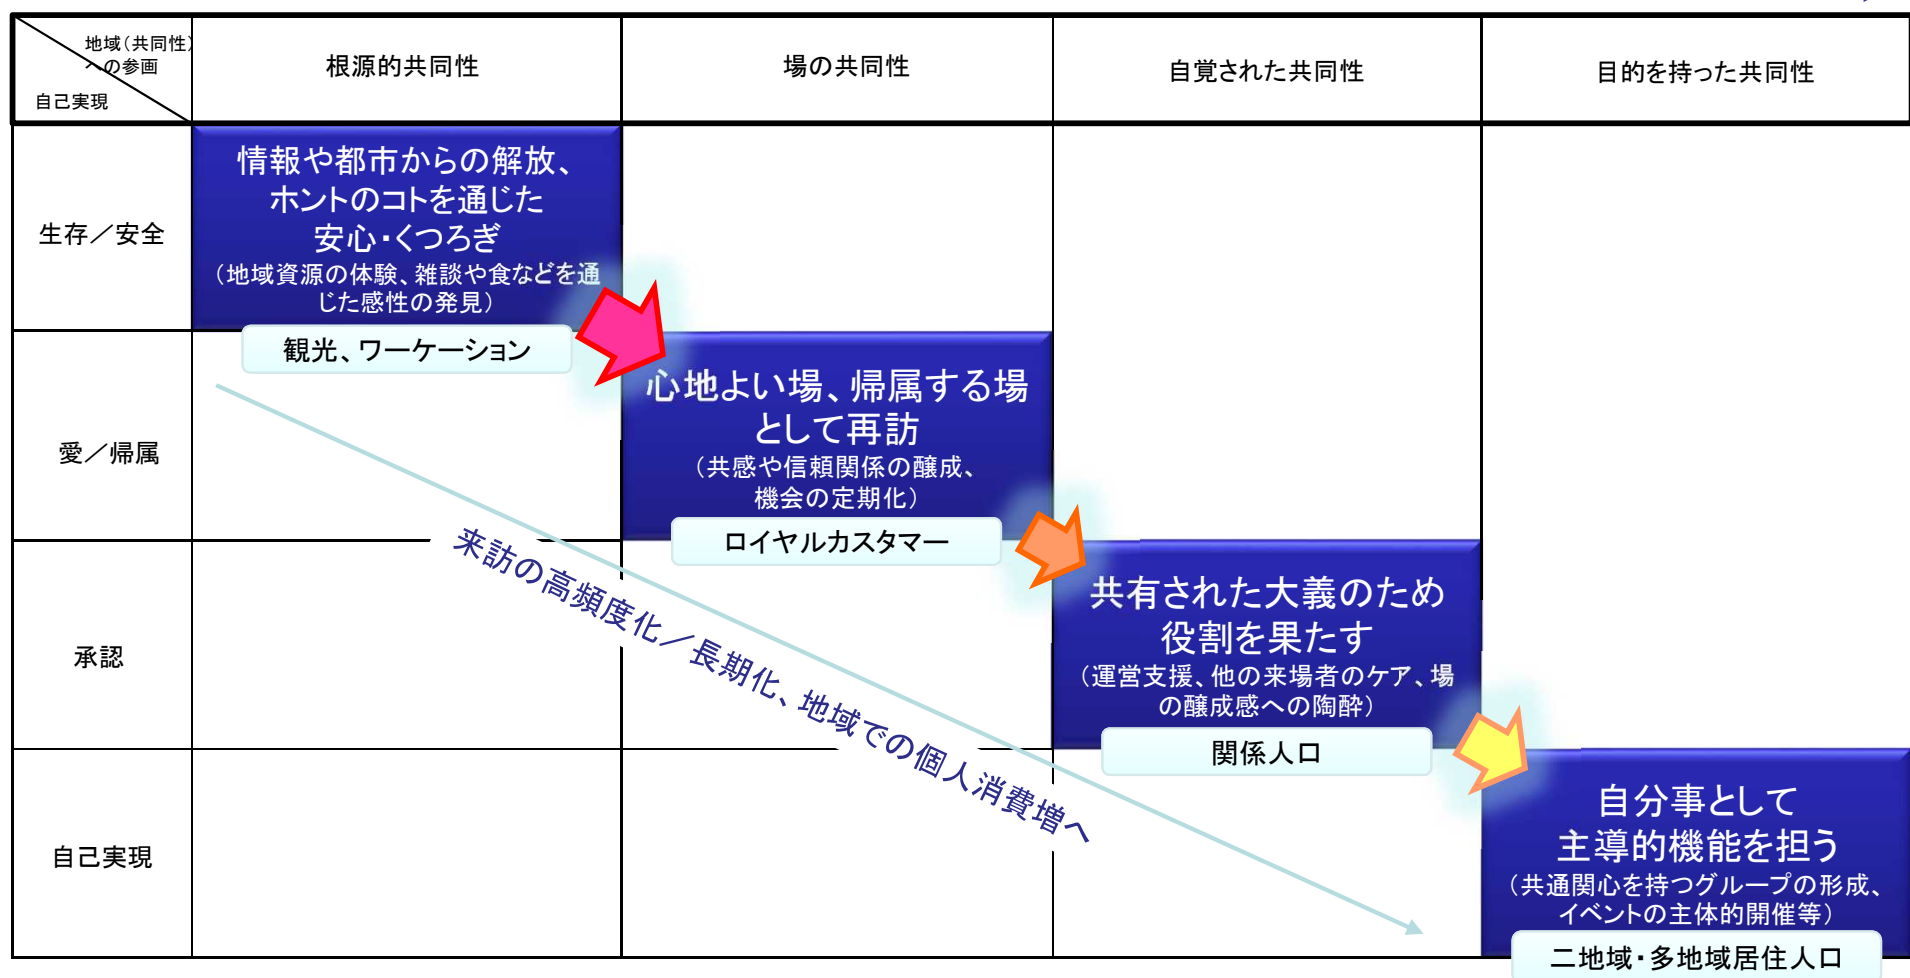 地域(共同性)
への参画
自己実現
根源的共同性
場の共同性
自覚された共同性
目的を持った共同性
生存／安全
情報や都市からの解放、
ホントのコトを通じた
安心・くつろぎ
（地域資源の体験、雑談や食などを通
じた感性の発見）
観光、ワーケーション
愛／帰属
心地よい場、帰属する場
として再訪
（共感や信頼関係の醸成、
機会の定期化）
ロイヤルカスタマー
来訪の高頻度化／長期化、地域での個人消費増へ
承認
共有された大義のため
役割を果たす
（運営支援、他の来場者のケア、場
の醸成感への陶酔）
関係人口
自己実現
自分事として
主導的機能を担う
（共通関心を持つグループの形成、
イベントの主体的開催等）
二地域・多地域居住人口